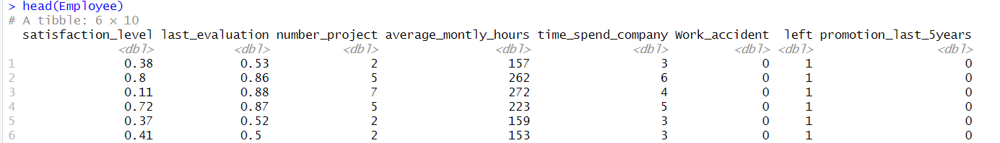 > head(Employee)
# A tibble: 6 × 10
satisfaction_level last_evaluation number_project average_montly_hours time_spend_company Work_accident left promotion_last_5years
<dbl> <dbl> <dbl> <dbl> <dbl> <dbl> <dbl> <dbl>
1 0.38 0.53 2 157 3 0 1 0
2 0.8 0.86 5 262 6 0 1 0
3 0.11 0.88 7 272 4 0 1 0
4 0.72 0.87 5 223 5 0 1 0
5 0.37 0.52 2 159 3 0 1 0
6 0.41 0.5 2 153 3 0 1 0